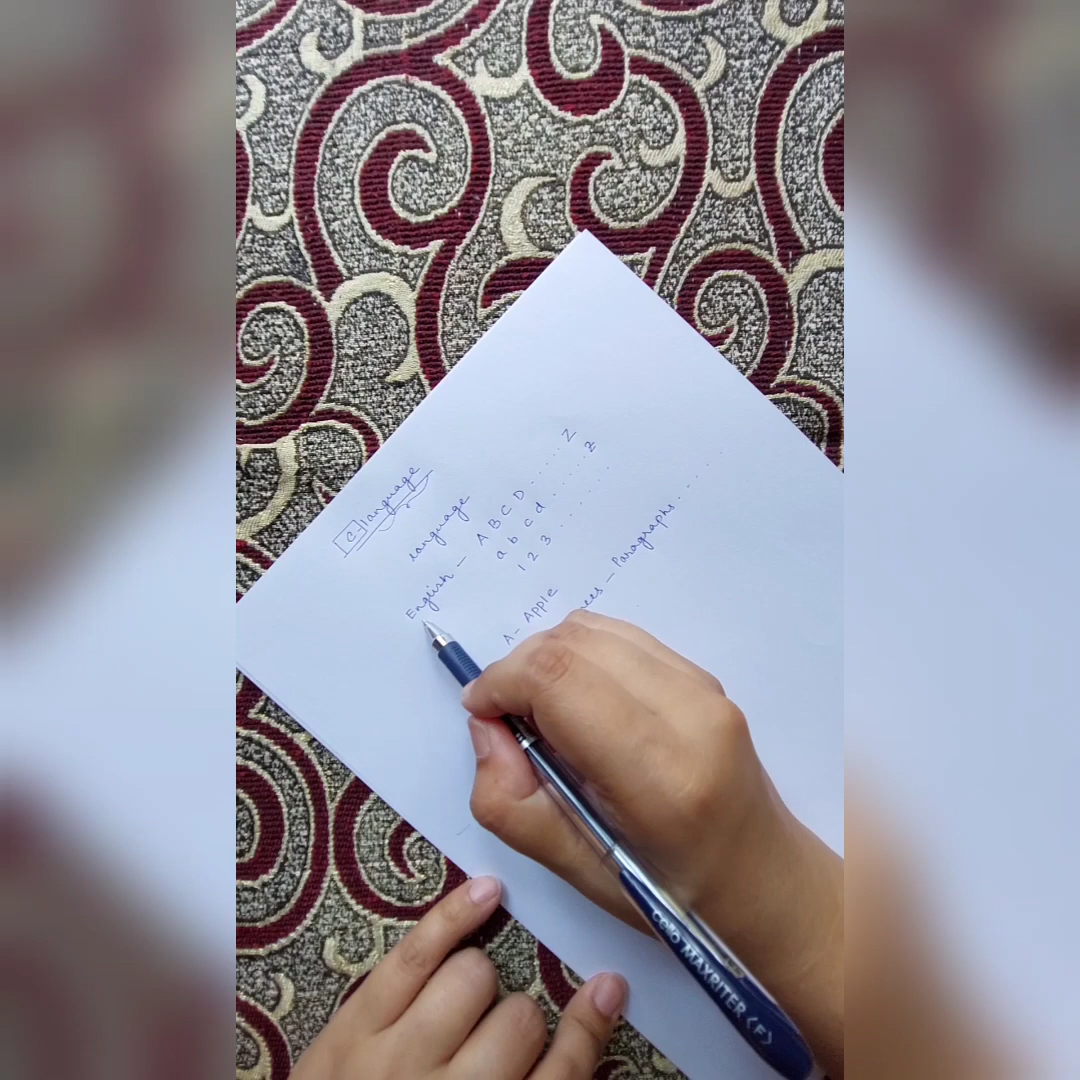 C-language
language
English - A B C D ...... Z
a b c d ....... z
1 2 3 .......
A - Apple
- Paragraphs .......
cello MAXRITER (F)